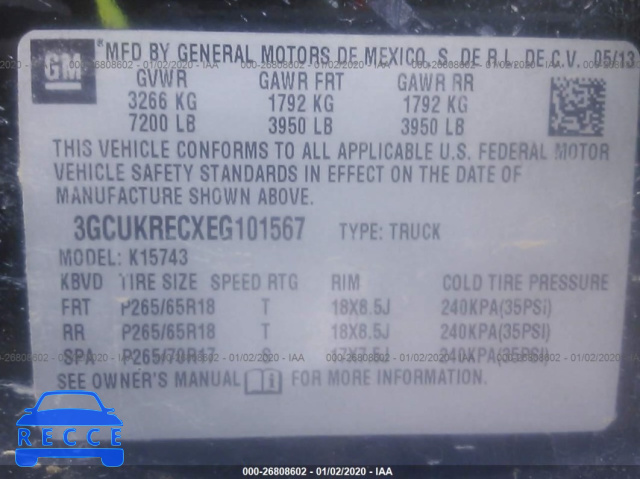 GM
MFD BY GENERAL MOTORS DE MEXICO, S. DE R.L. DE C.V. 05/13
GVWR GAWR FRT GAWR RR
3266 KG 1792 KG 1792 KG
7200 LB 3950 LB 3950 LB
THIS VEHICLE CONFORMS TO ALL APPLICABLE U.S. FEDERAL MOTOR
VEHICLE SAFETY STANDARDS IN EFFECT ON THE DATE OF
MANUFACTURE SHOWN ABOVE.
3GCUKRECXEG101567 TYPE: TRUCK
MODEL: K15743
KBVD TIRE SIZE SPEED RTG RIM COLD TIRE PRESSURE
FRT P265/65R18 T 18X8.5J 240KPA(35PSI)
RR P265/65R18 T 18X8.5J 240KPA(35PSI)
SPA P265/70R17 S 17X7.5J 240KPA(35PSI)
SEE OWNER'S MANUAL FOR MORE INFORMATION.
RECCE
000-26808602 - 01/02/2020 - IAA